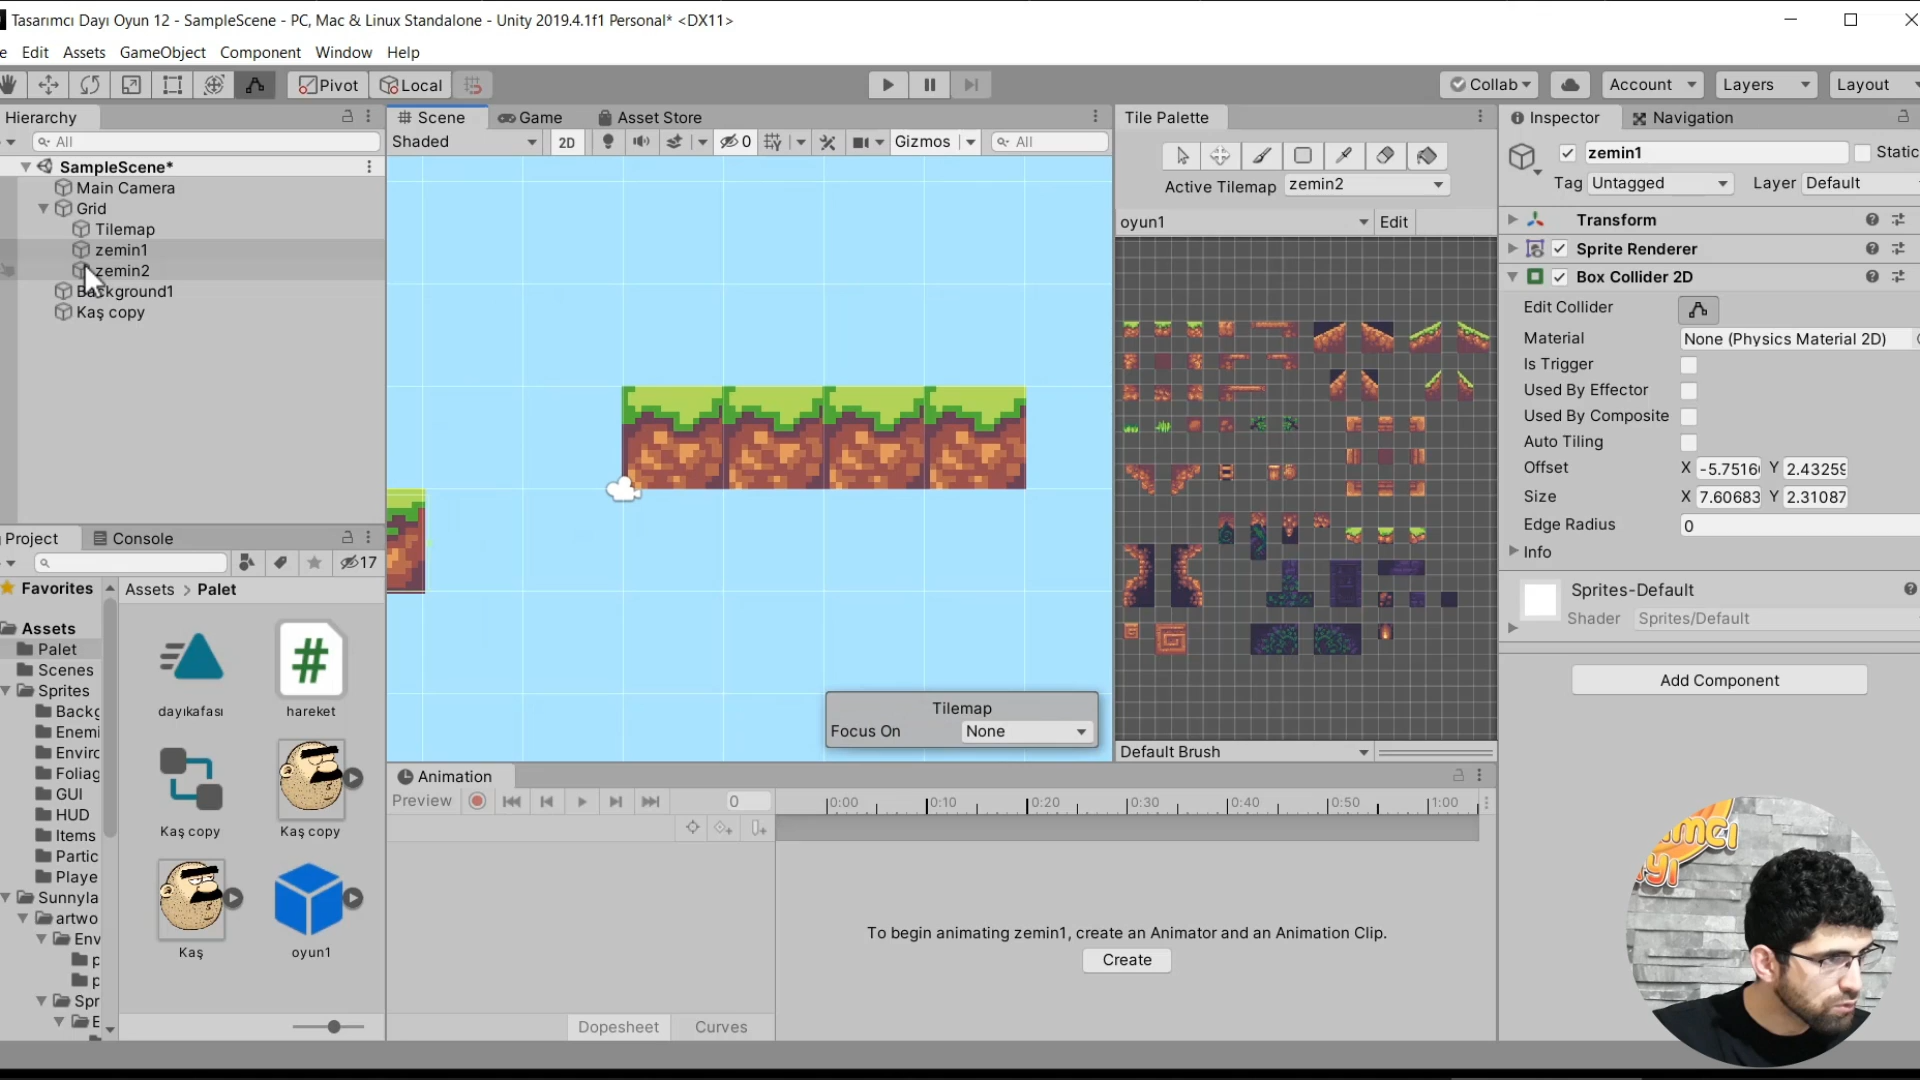 Tasarımcı Dayı Oyun 12 - SampleScene - PC, Mac & Linux Standalone - Unity 2019.4.1f1 Personal* <DX11>
e Edit Assets GameObject Component Window Help
Pivot Local Collab Account Layers Layout
Hierarchy
All
SampleScene*
Main Camera
Grid
Tilemap
zemin1
zemin2
Background1
Kaş copy
Scene Game Asset Store
Shaded 2D 0 Gizmos All
Tilemap
Focus On None
Tile Palette
Active Tilemap zemin2
oyun1 Edit
Default Brush
Inspector Navigation
zemin1 Static
Tag Untagged Layer Default
Transform
Sprite Renderer
Box Collider 2D
Edit Collider
Material None (Physics Material 2D)
Is Trigger
Used By Effector
Used By Composite
Auto Tiling
Offset X -5.7516 Y 2.43259
Size X 7.60683 Y 2.31087
Edge Radius 0
Info
Sprites-Default
Shader Sprites/Default
Add Component
Project Console
17
Favorites
Assets
Palet
Scenes
Sprites
Backg
Enemi
Enviro
Foliag
GUI
HUD
Items
Partic
Playe
Sunnyla
artwo
Env
p
p
Spr
E
Assets > Palet
dayıkafası hareket
Kaş copy Kaş copy
Kaş oyun1
Animation
Preview 0
0:00 0:10 0:20 0:30 0:40 0:50 1:00
To begin animating zemin1, create an Animator and an Animation Clip.
Create
Dopesheet Curves